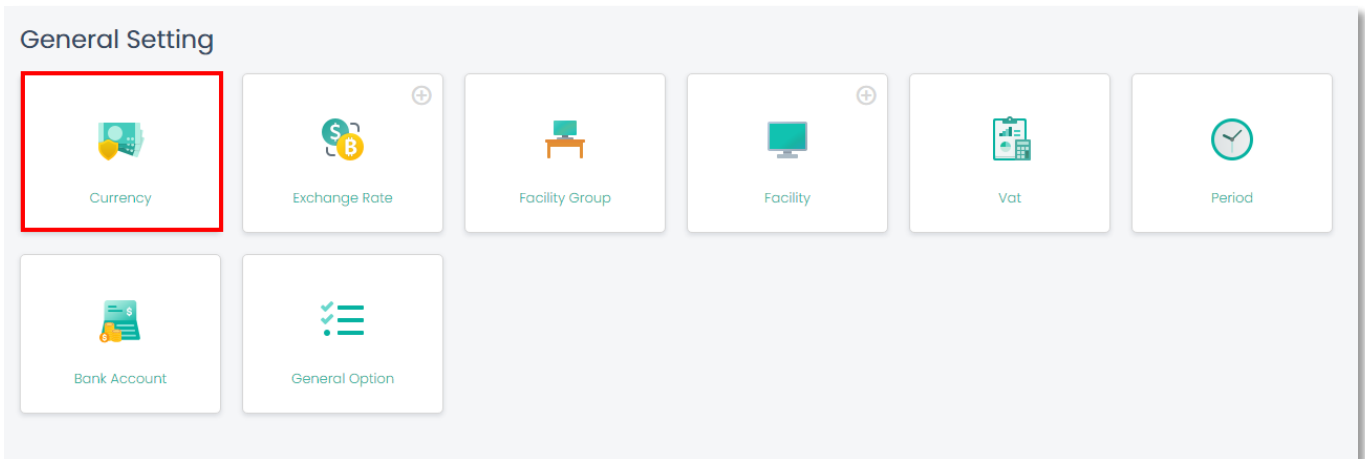 General Setting
Currency
Exchange Rate
Facility Group
Facility
Vat
Period
Bank Account
General Option